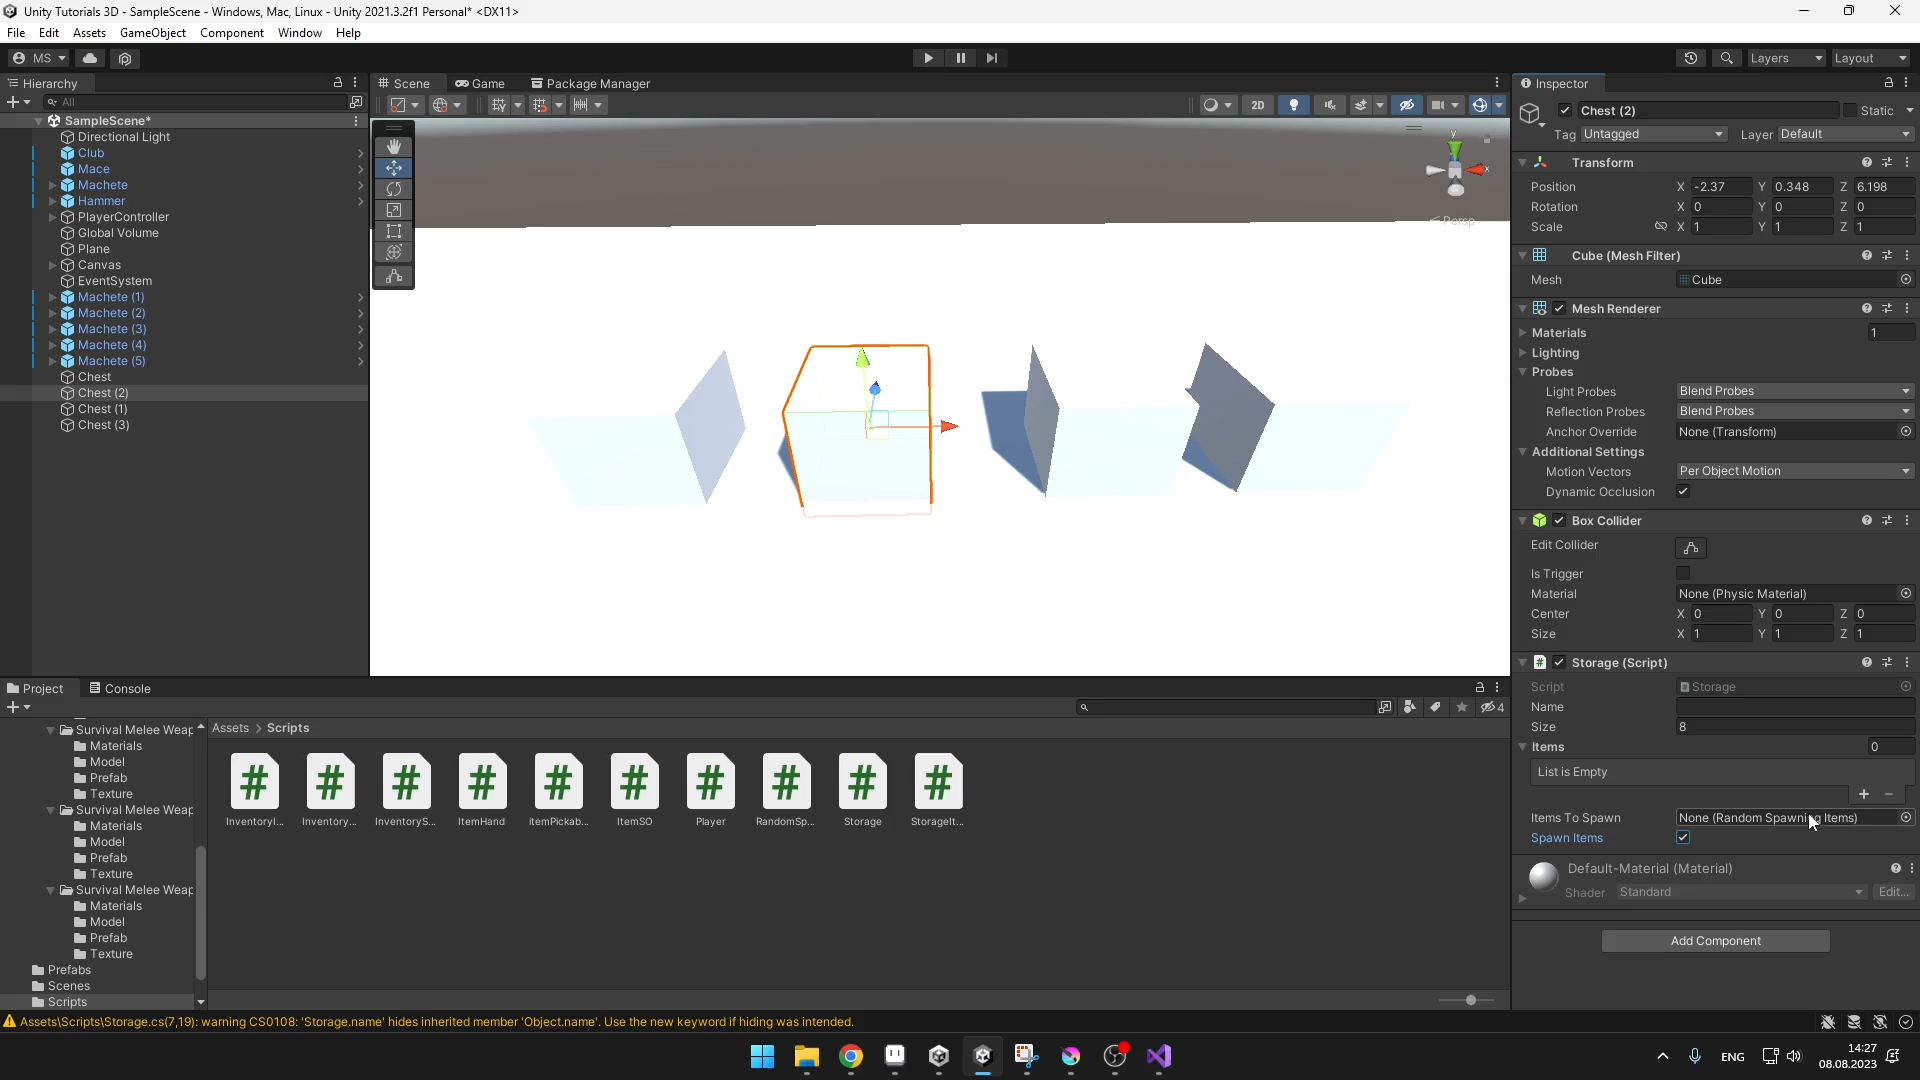 Unity Tutorials 3D - SampleScene - Windows, Mac, Linux - Unity 2021.3.2f1 Personal* <DX11>
File Edit Assets GameObject Component Window Help
MS Layers Layout
Hierarchy
All
SampleScene*
Directional Light
Club
Mace
Machete
Hammer
PlayerController
Global Volume
Plane
Canvas
EventSystem
Machete (1)
Machete (2)
Machete (3)
Machete (4)
Machete (5)
Chest
Chest (2)
Chest (1)
Chest (3)
Scene Game Package Manager
2D
y
x
< Persp
Inspector
Chest (2) Static
Tag Untagged Layer Default
Transform
Position X -2.37 Y 0.348 Z 6.198
Rotation X 0 Y 0 Z 0
Scale X 1 Y 1 Z 1
Cube (Mesh Filter)
Mesh Cube
Mesh Renderer
Materials 1
Lighting
Probes
Light Probes Blend Probes
Reflection Probes Blend Probes
Anchor Override None (Transform)
Additional Settings
Motion Vectors Per Object Motion
Dynamic Occlusion
Box Collider
Edit Collider
Is Trigger
Material None (Physic Material)
Center X 0 Y 0 Z 0
Size X 1 Y 1 Z 1
Storage (Script)
Script Storage
Name
Size 8
Items 0
List is Empty
Items To Spawn None (Random Spawning Items)
Spawn Items
Default-Material (Material)
Shader Standard Edit...
Add Component
Project Console
4
Survival Melee Weap
Materials
Model
Prefab
Texture
Survival Melee Weap
Materials
Model
Prefab
Texture
Survival Melee Weap
Materials
Model
Prefab
Texture
Prefabs
Scenes
Scripts
Assets > Scripts
InventoryI... Inventory... InventoryS... ItemHand itemPickab... ItemSO Player RandomSp... Storage StorageIt...
Assets\Scripts\Storage.cs(7,19): warning CS0108: 'Storage.name' hides inherited member 'Object.name'. Use the new keyword if hiding was intended.
ENG 14:27
08.08.2023